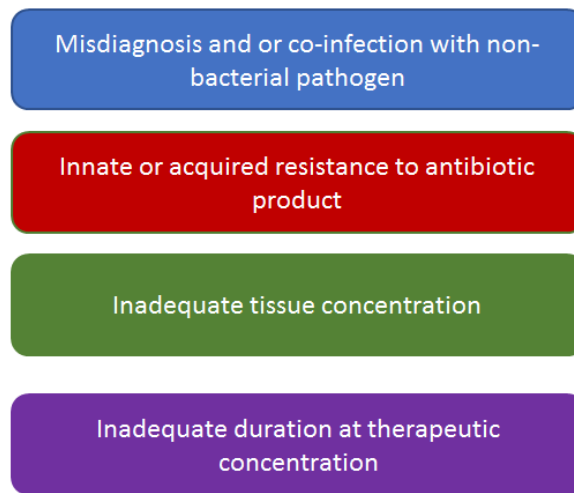 Misdiagnosis and or co-infection with non-
bacterial pathogen
Innate or acquired resistance to antibiotic
product
Inadequate tissue concentration
Inadequate duration at therapeutic
concentration